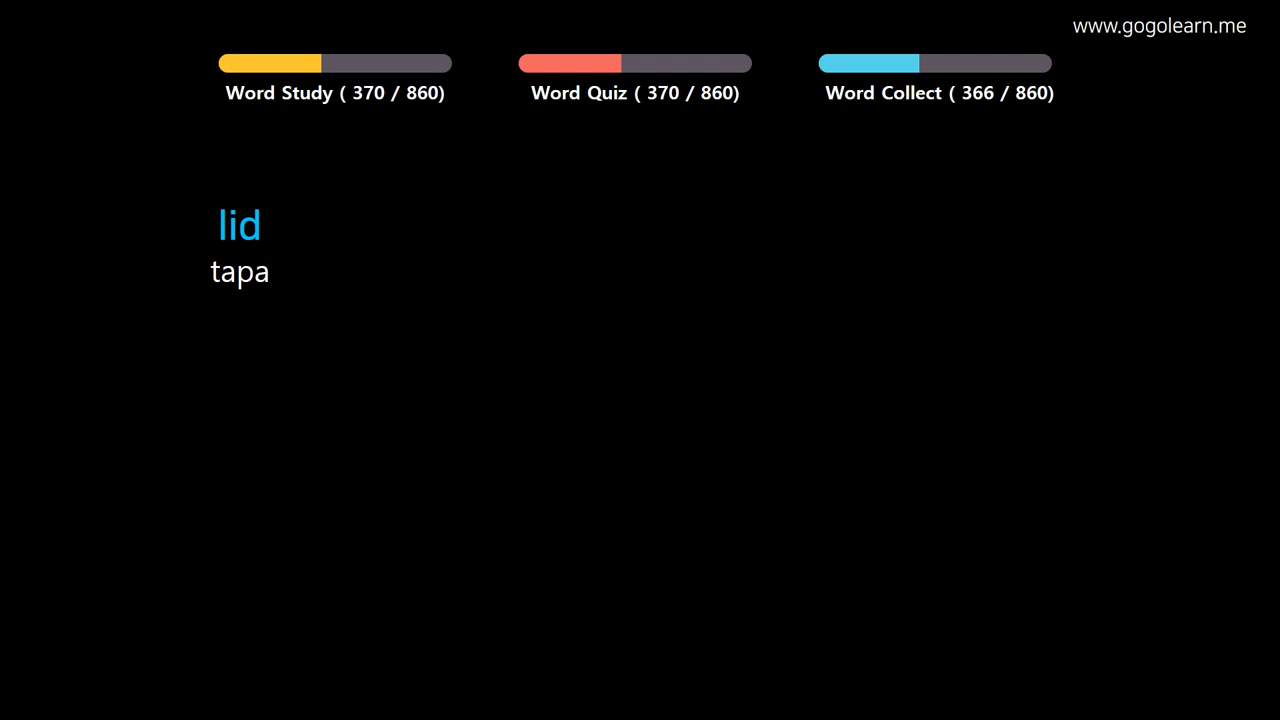 www.gogolearn.me
Word Study ( 370 / 860)
Word Quiz ( 370 / 860)
Word Collect ( 366 / 860)
lid
tapa